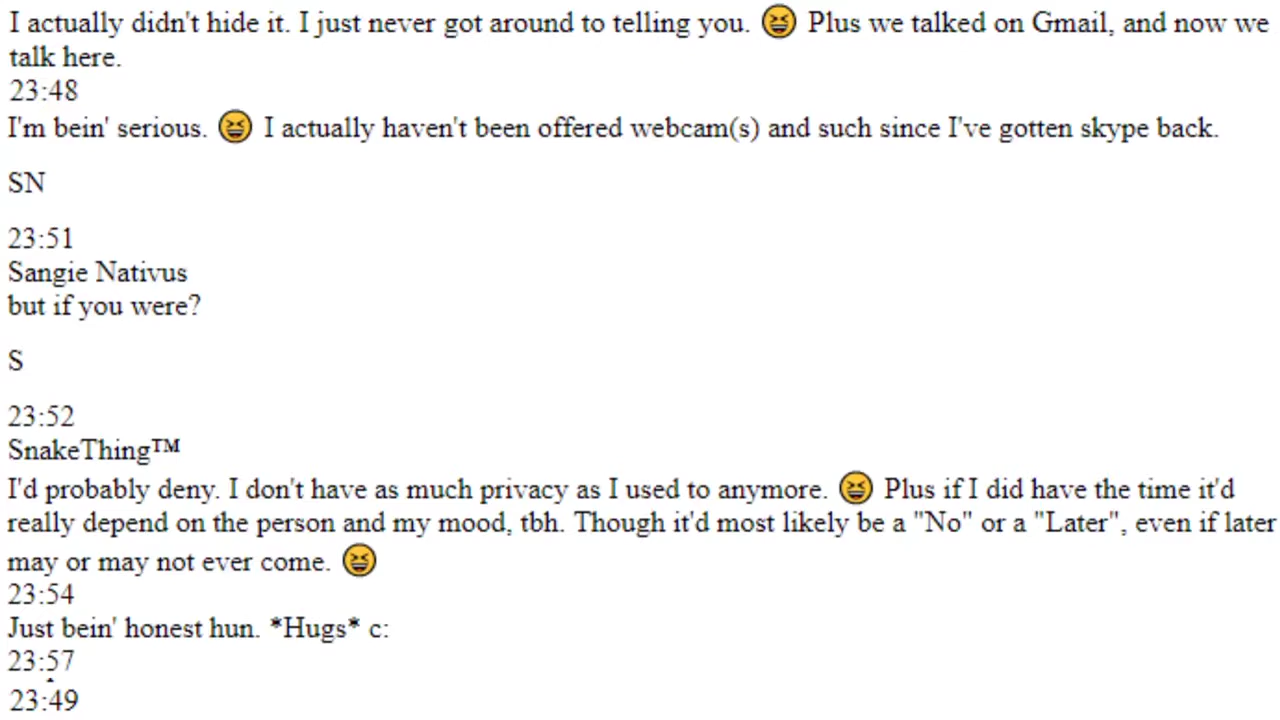 I actually didn't hide it. I just never got around to telling you. 😆 Plus we talked on Gmail, and now we
talk here.
23:48
I'm bein' serious. 😆 I actually haven't been offered webcam(s) and such since I've gotten skype back.
SN
23:51
Sangie Nativus
but if you were?
S
23:52
SnakeThing™
I'd probably deny. I don't have as much privacy as I used to anymore. 😆 Plus if I did have the time it'd
really depend on the person and my mood, tbh. Though it'd most likely be a "No" or a "Later", even if later
may or may not ever come. 😆
23:54
Just bein' honest hun. *Hugs* c:
23:57
23:49